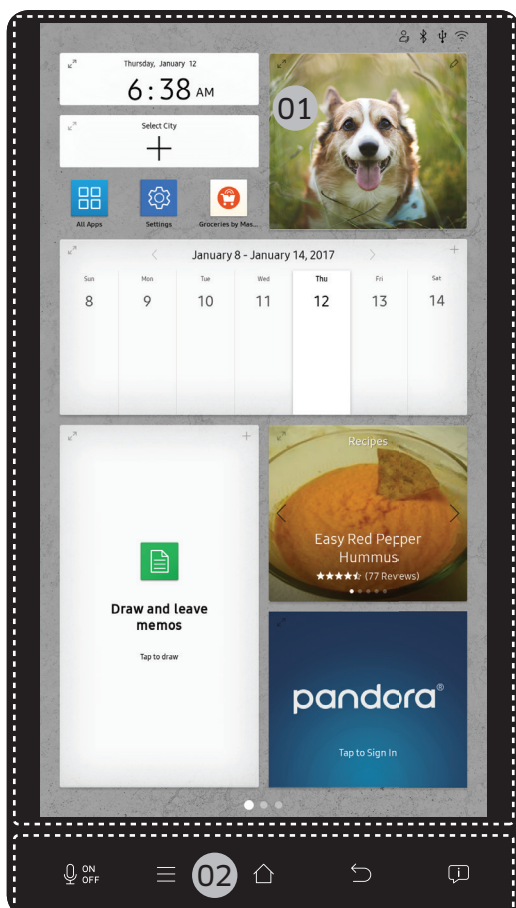 Thursday, January 12
6:38 AM
01
Select City
All Apps
Settings
Groceries by Mas...
January 8 - January 14, 2017
Sun Mon Tue Wed Thu Fri Sat
8 9 10 11 12 13 14
Recipes
Easy Red Pepper
Hummus
(77 Revews)
Draw and leave
memos
Tap to draw
pandora®
Tap to Sign In
ON
OFF
02